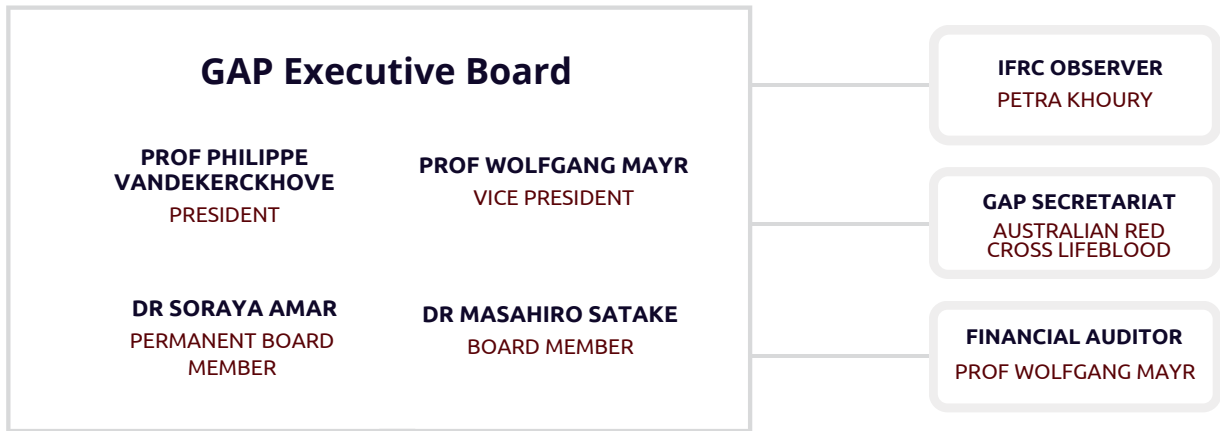 GAP Executive Board
PROF PHILIPPE
VANDEKERCKHOVE
PRESIDENT
PROF WOLFGANG MAYR
VICE PRESIDENT
DR SORAYA AMAR
PERMANENT BOARD
MEMBER
DR MASAHIRO SATAKE
BOARD MEMBER
IFRC OBSERVER
PETRA KHOURY
GAP SECRETARIAT
AUSTRALIAN RED
CROSS LIFEBLOOD
FINANCIAL AUDITOR
PROF WOLFGANG MAYR